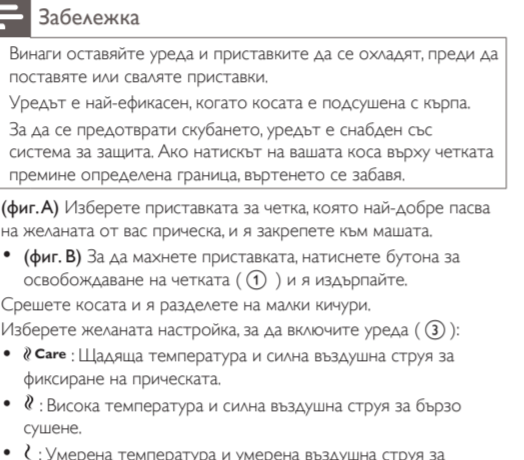 Забележка
Винаги оставяйте уреда и приставките да се охладят, преди да
поставяте или сваляте приставки.
Уредът е най-ефикасен, когато косата е подсушена с кърпа.
За да се предотврати скубането, уредът е снабден със
система за защита. Ако натискът на вашата коса върху четката
премине определена граница, въртенето се забавя.
(фиг. A) Изберете приставката за четка, която най-добре пасва
на желаната от вас прическа, и я закрепете към машата.
• (фиг. B) За да махнете приставката, натиснете бутона за
освобождаване на четката ( ① ) и я издърпайте.
Срешете косата и я разделете на малки кичури.
Изберете желаната настройка, за да включите уреда ( ③ ):
• Care : Щадяща температура и силна въздушна струя за
фиксиране на прическата.
• : Висока температура и силна въздушна струя за бързо
сушене.
• : Умерена температура и умерена въздушна струя за